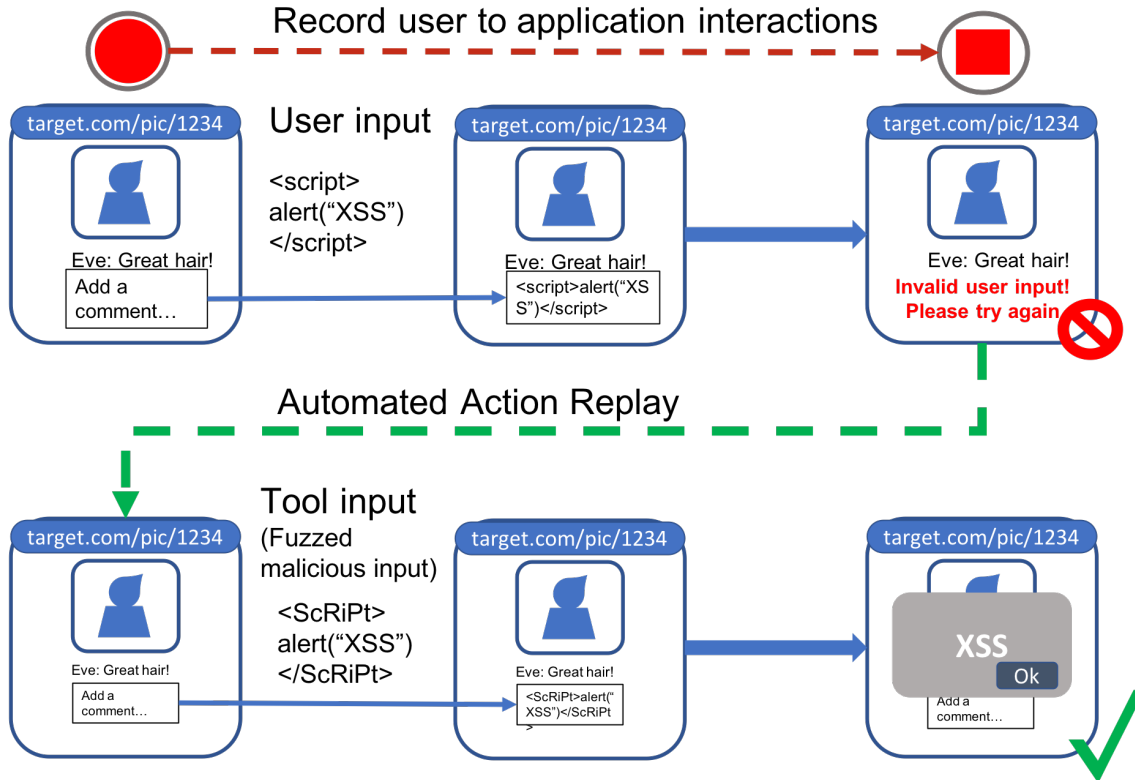 Record user to application interactions
target.com/pic/1234
User input
target.com/pic/1234
target.com/pic/1234
<script>
alert(“XSS”)
</script>
Eve: Great hair!
Add a
comment…
Eve: Great hair!
<script>alert(“XS
S”)</script>
Eve: Great hair!
Invalid user input!
Please try again
Automated Action Replay
target.com/pic/1234
Tool input
(Fuzzed
malicious input)
target.com/pic/1234
target.com/pic/1234
<ScRiPt>
alert(“XSS”)
</ScRiPt>
Eve: Great hair!
Add a
comment…
Eve: Great hair!
<ScRiPt>alert(“
XSS”)</ScRiPt
>
XSS
Ok
Add a
comment…